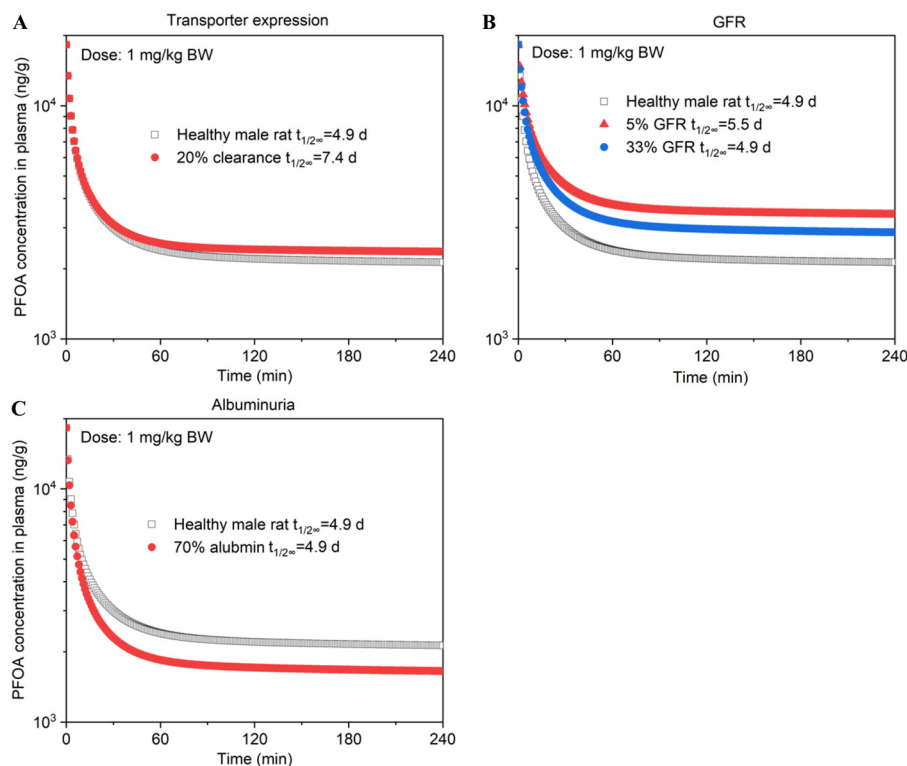 A
Transporter expression
Dose: 1 mg/kg BW
Healthy male rat t1/2∞=4.9 d
20% clearance t1/2∞=7.4 d
PFOA concentration in plasma (ng/g)
10^4
10^3
0 60 120 180 240
Time (min)
B
GFR
Dose: 1 mg/kg BW
Healthy male rat t1/2∞=4.9 d
5% GFR t1/2∞=5.5 d
33% GFR t1/2∞=4.9 d
10^4
10^3
0 60 120 180 240
Time (min)
C
Albuminuria
Dose: 1 mg/kg BW
Healthy male rat t1/2∞=4.9 d
70% alubmin t1/2∞=4.9 d
PFOA concentration in plasma (ng/g)
10^4
10^3
0 60 120 180 240
Time (min)